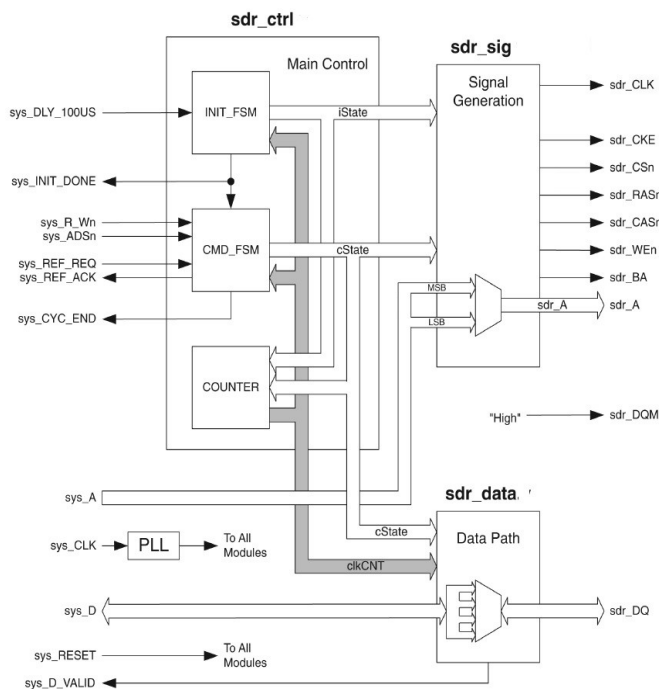 sdr_ctrl
Main Control
sdr_sig
Signal
Generation
sys_DLY_100US
INIT_FSM
iState
sdr_CLK
sdr_CKE
sdr_CSn
sdr_RASn
sdr_CASn
sdr_WEn
sdr_BA
sys_INIT_DONE
sys_R_Wn
sys_ADSn
sys_REF_REQ
sys_REF_ACK
CMD_FSM
cState
sys_CYC_END
MSB
LSB
sdr_A
sdr_A
COUNTER
"High"
sdr_DQM
sys_A
sdr_data
sys_CLK
PLL
To All
Modules
cState
clkCNT
Data Path
sys_D
sdr_DQ
sys_RESET
To All
Modules
sys_D_VALID